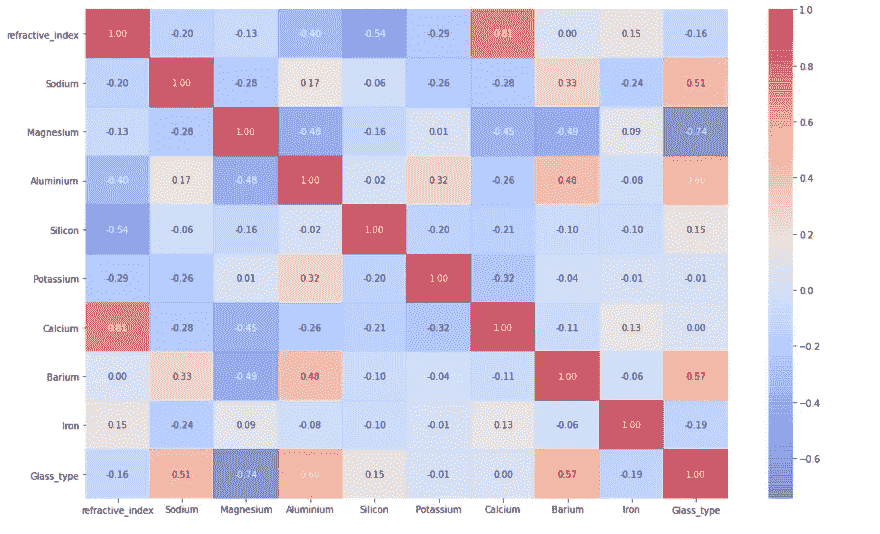 refractive_index 1.00 -0.20 -0.13 -0.40 -0.54 -0.29 0.81 0.00 0.15 -0.16
Sodium -0.20 1.00 -0.28 0.17 -0.06 -0.26 -0.28 0.33 -0.24 0.51
Magnesium -0.13 -0.28 1.00 -0.48 -0.16 0.01 -0.45 -0.49 0.09 -0.74
Aluminium -0.40 0.17 -0.48 1.00 -0.02 0.32 -0.26 0.48 -0.08 0.60
Silicon -0.54 -0.06 -0.16 -0.02 1.00 -0.20 -0.21 -0.10 -0.10 0.15
Potassium -0.29 -0.26 0.01 0.32 -0.20 1.00 -0.32 -0.04 -0.01 -0.01
Calcium 0.81 -0.28 -0.45 -0.26 -0.21 -0.32 1.00 -0.11 0.13 0.00
Barium 0.00 0.33 -0.49 0.48 -0.10 -0.04 -0.11 1.00 -0.06 0.57
Iron 0.15 -0.24 0.09 -0.08 -0.10 -0.01 0.13 -0.06 1.00 -0.19
Glass_type -0.16 0.51 -0.74 0.60 0.15 -0.01 0.00 0.57 -0.19 1.00
refractive_index Sodium Magnesium Aluminium Silicon Potassium Calcium Barium Iron Glass_type
1.0
0.8
0.6
0.4
0.2
0.0
−0.2
−0.4
−0.6